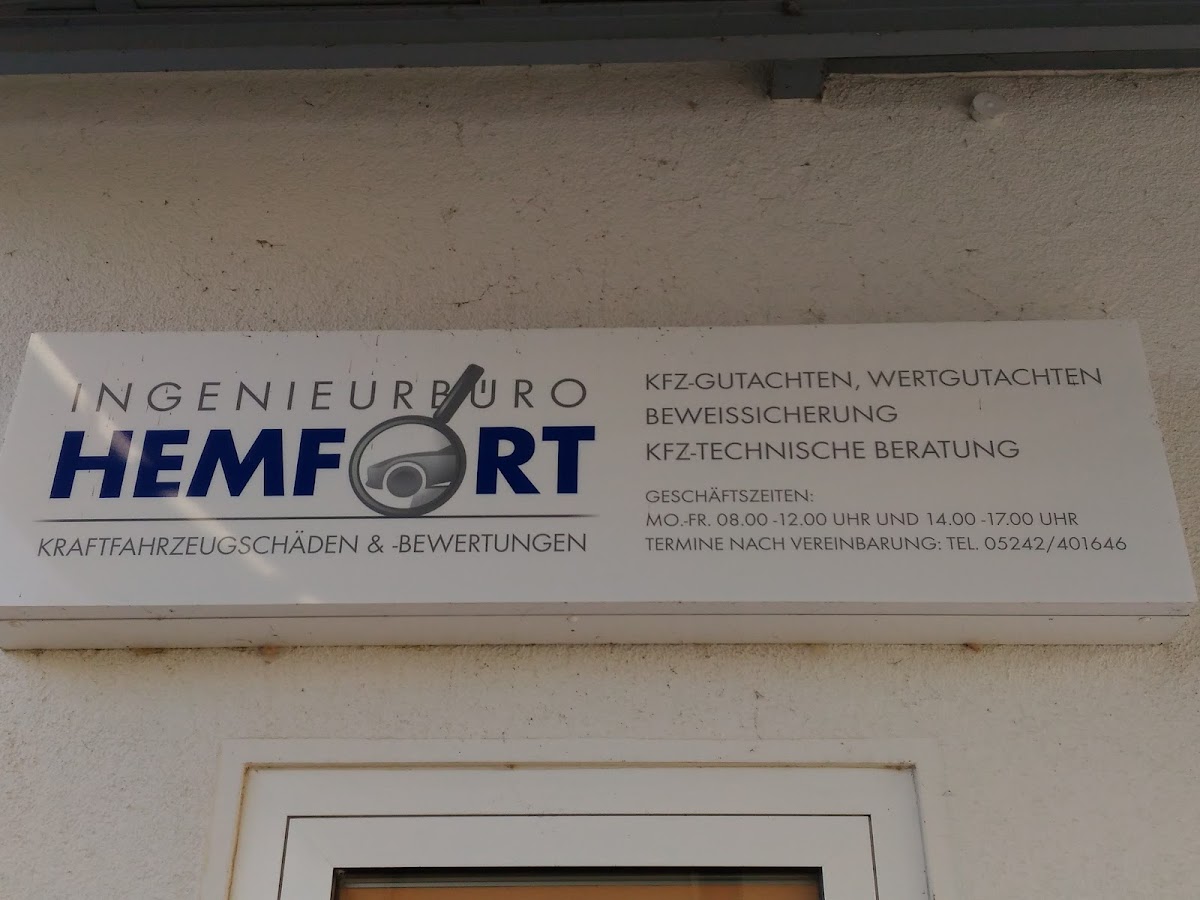 INGENIEURBÜRO
HEMFORT
KRAFTFAHRZEUGSCHÄDEN & -BEWERTUNGEN
KFZ-GUTACHTEN, WERTGUTACHTEN
BEWEISSICHERUNG
KFZ-TECHNISCHE BERATUNG
GESCHÄFTSZEITEN:
MO.-FR. 08.00 -12.00 UHR UND 14.00 -17.00 UHR
TERMINE NACH VEREINBARUNG: TEL. 05242/401646